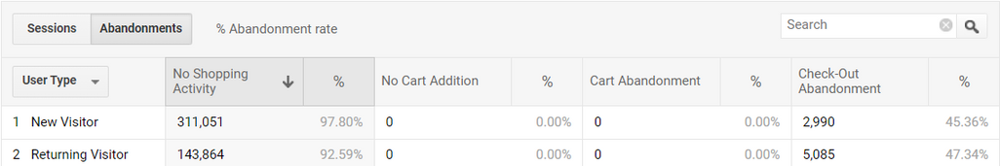 Sessions Abandonments % Abandonment rate Search
User Type No Shopping Activity % No Cart Addition % Cart Abandonment % Check-Out Abandonment %
1 New Visitor 311,051 97.80% 0 0.00% 0 0.00% 2,990 45.36%
2 Returning Visitor 143,864 92.59% 0 0.00% 0 0.00% 5,085 47.34%